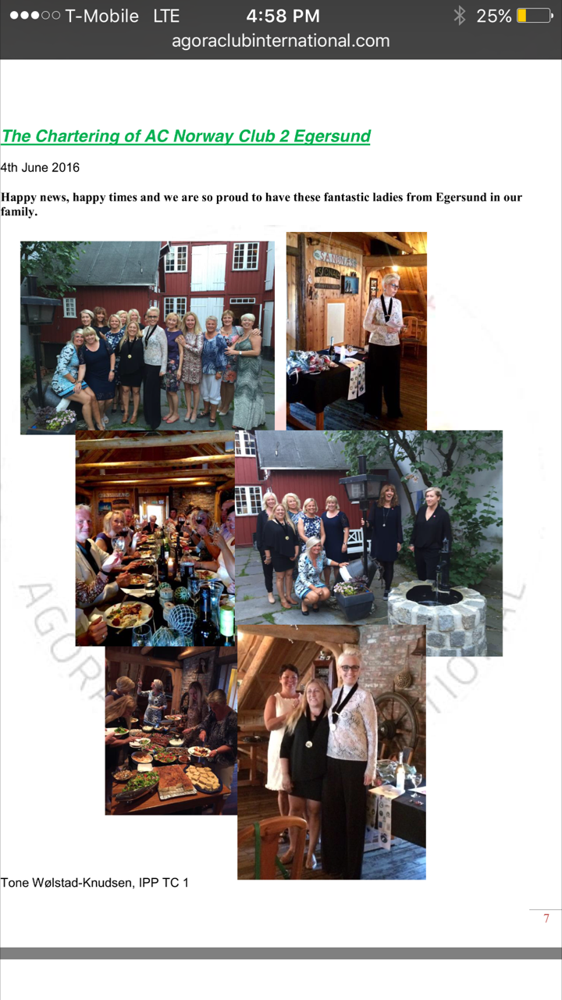 T-Mobile LTE 4:58 PM 25%
agoraclubinternational.com
The Chartering of AC Norway Club 2 Egersund
4th June 2016
Happy news, happy times and we are so proud to have these fantastic ladies from Egersund in our
family.
Tone Wølstad-Knudsen, IPP TC 1
7